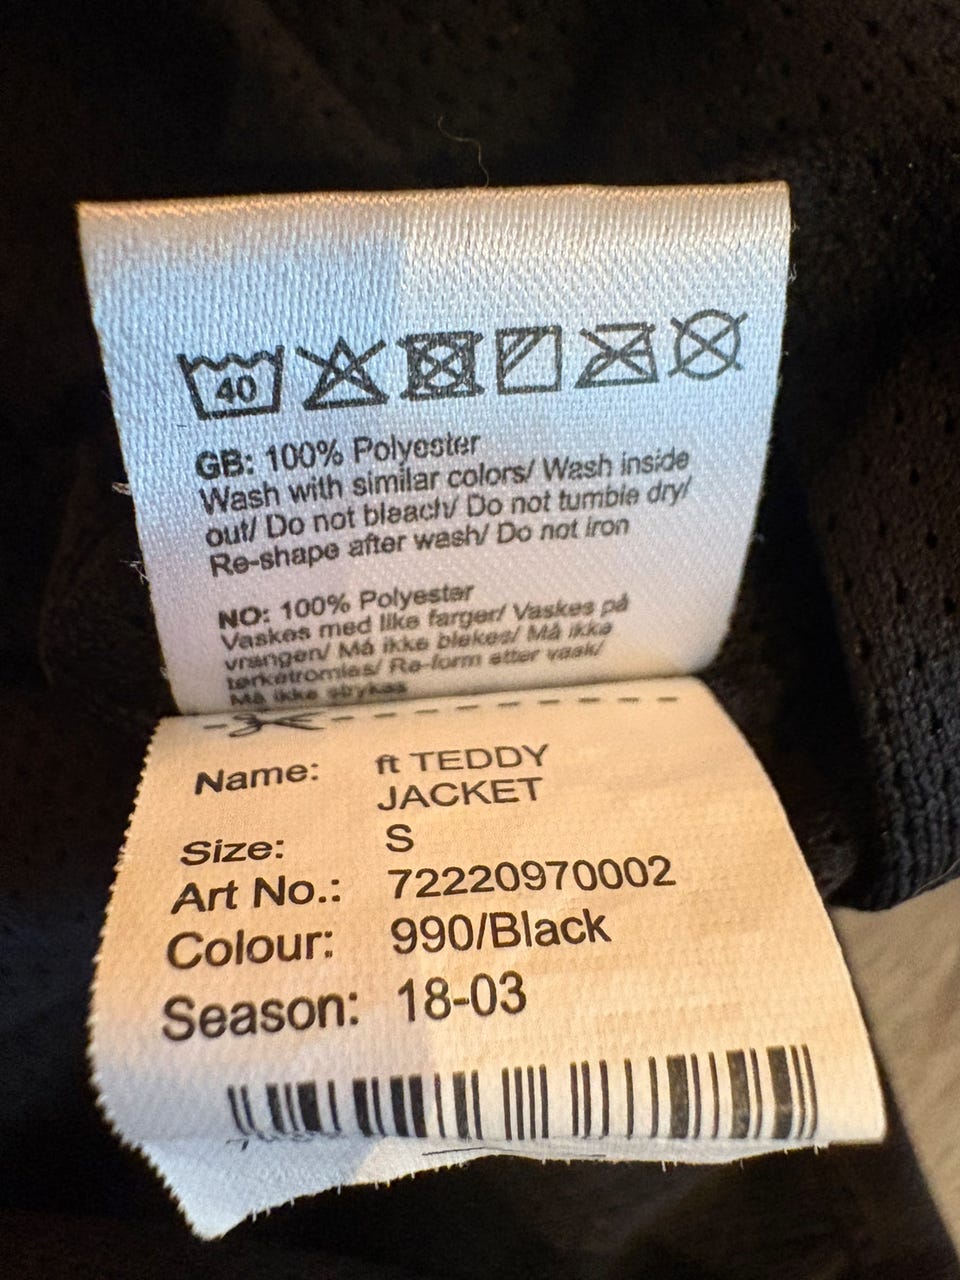 40
GB: 100% Polyester
Wash with similar colors/ Wash inside
out/ Do not bleach/ Do not tumble dry/
Re-shape after wash/ Do not iron
NO: 100% Polyester
Vaskes med like farger/ Vaskes på
vrangen/ Må ikke blekes/ Må ikke
tørketromles/ Re-form etter vask/
Må ikke strykes
Name: ft TEDDY
JACKET
Size: S
Art No.: 72220970002
Colour: 990/Black
Season: 18-03